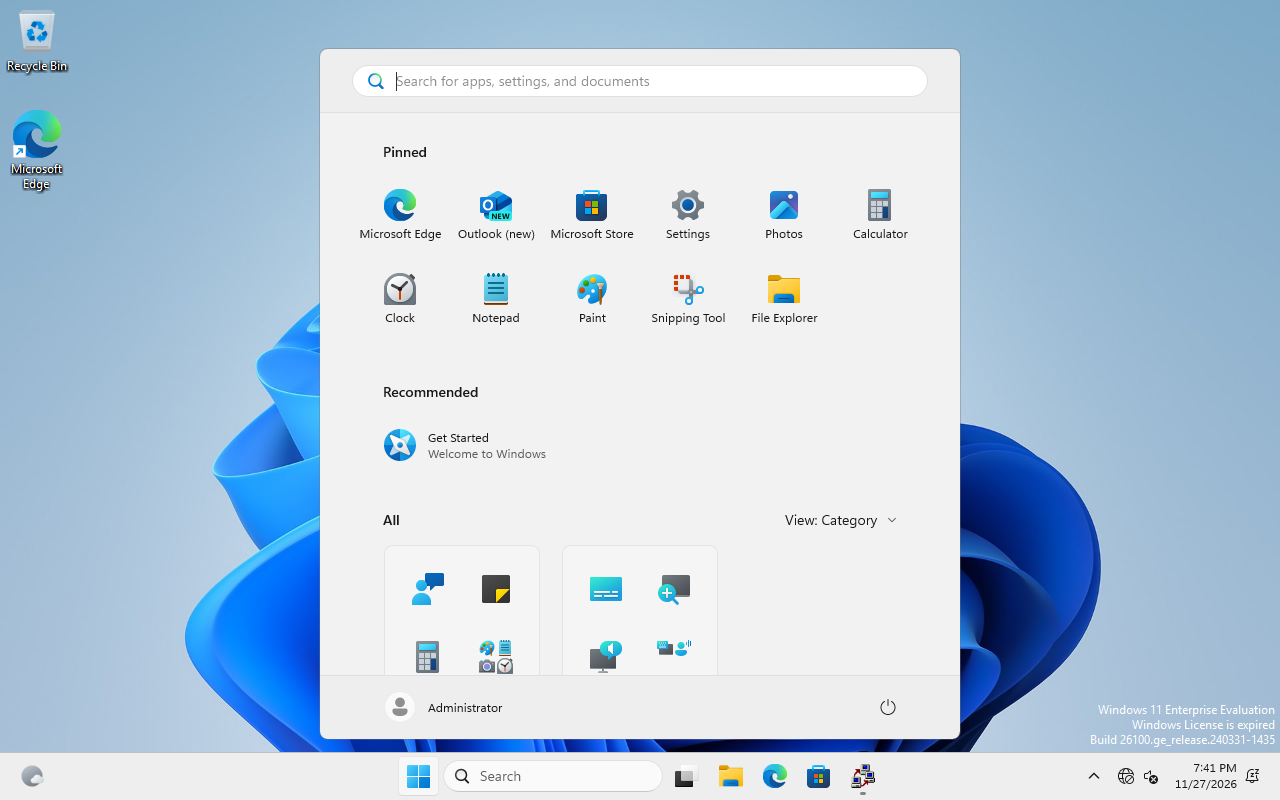 Recycle Bin
Microsoft
Edge
Search for apps, settings, and documents
Pinned
Microsoft Edge
Outlook (new)
Microsoft Store
Settings
Photos
Calculator
NEW
Clock
Notepad
Paint
Snipping Tool
File Explorer
Recommended
Get Started
Welcome to Windows
All
View: Category
Administrator
Windows 11 Enterprise Evaluation
Windows License is expired
Build 26100.ge_release.240331-1435
Search
7:41 PM
11/27/2026